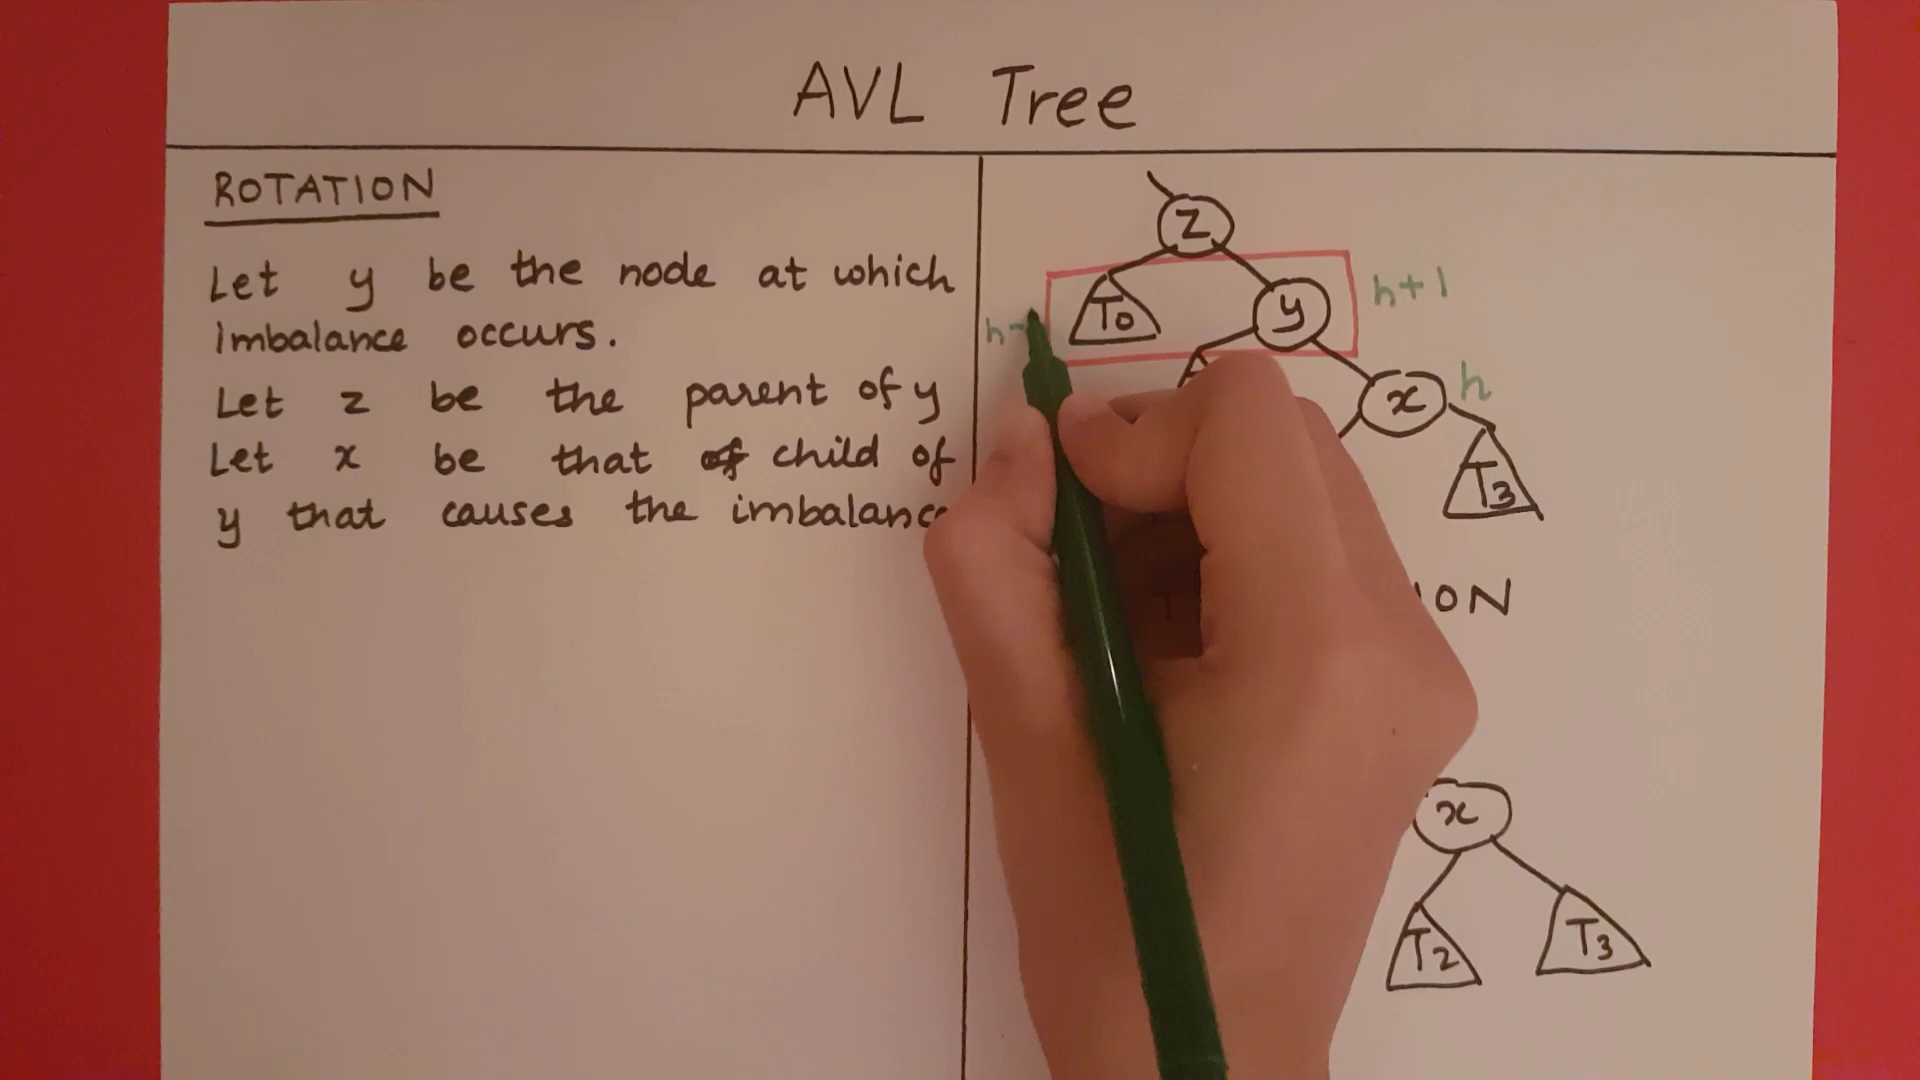 AVL Tree
ROTATION
Let y be the node at which
imbalance occurs.
Let z be the parent of y
Let x be that of child of
y that causes the imbalance
z
T0
y
h+1
h-
x
h
T3
ION
x
T2
T3